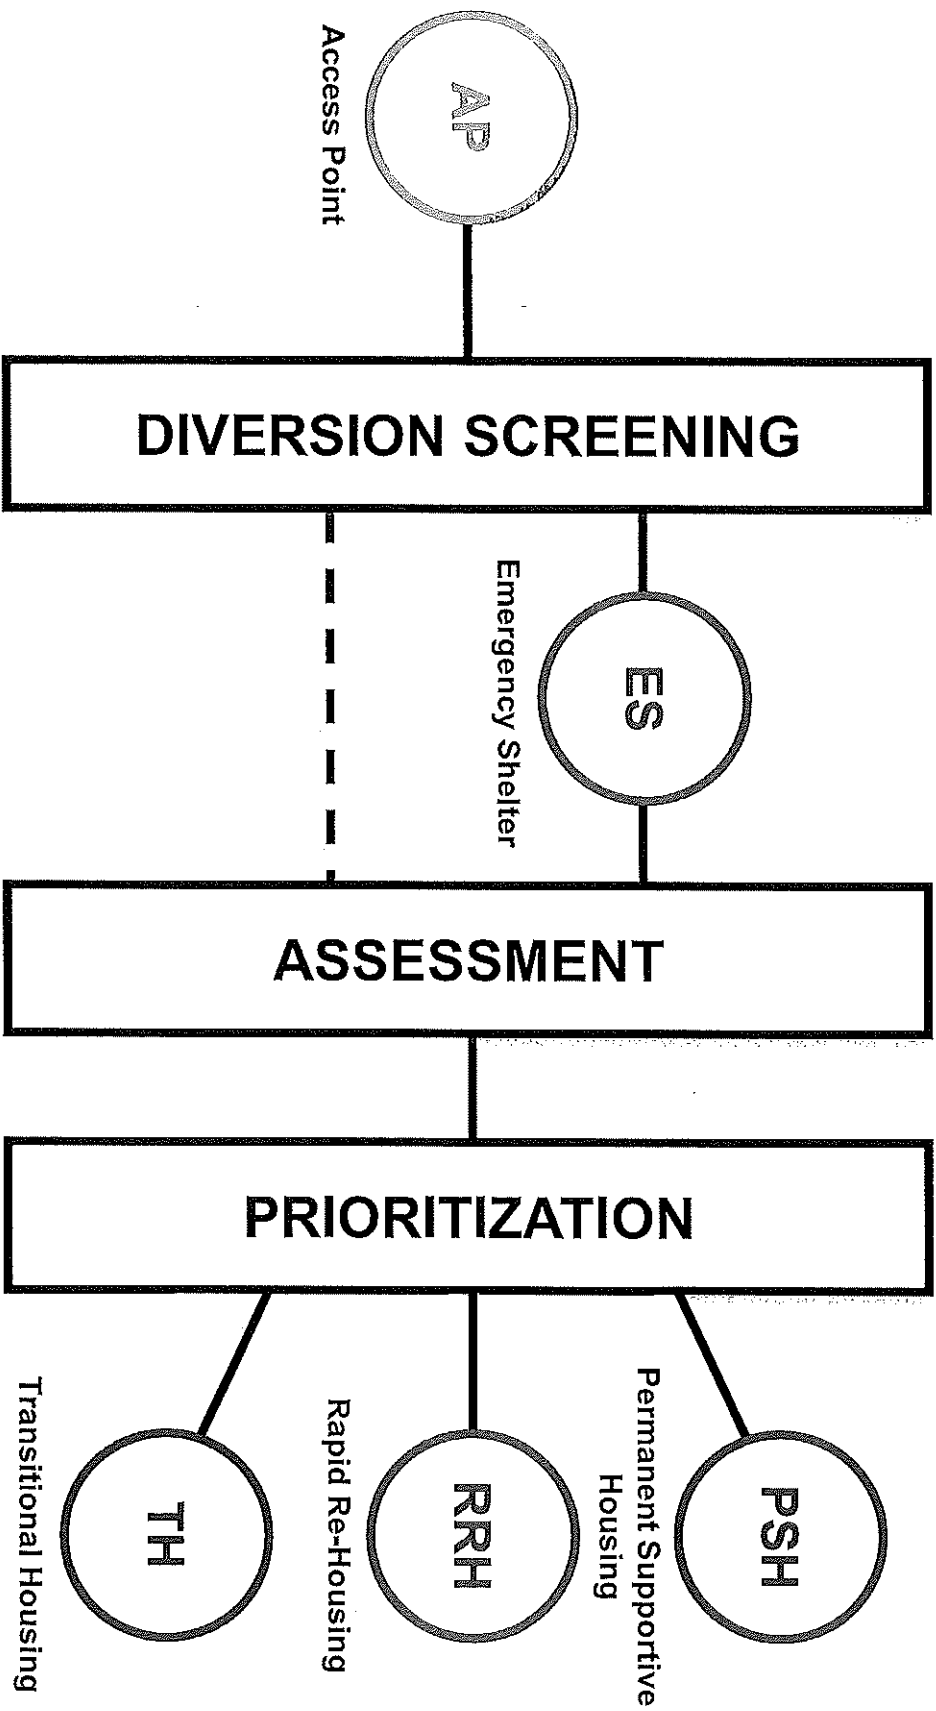 AP
Access Point
DIVERSION SCREENING
ES
Emergency Shelter
ASSESSMENT
PRIORITIZATION
PSH
Permanent Supportive
Housing
RRH
Rapid Re-Housing
TH
Transitional Housing